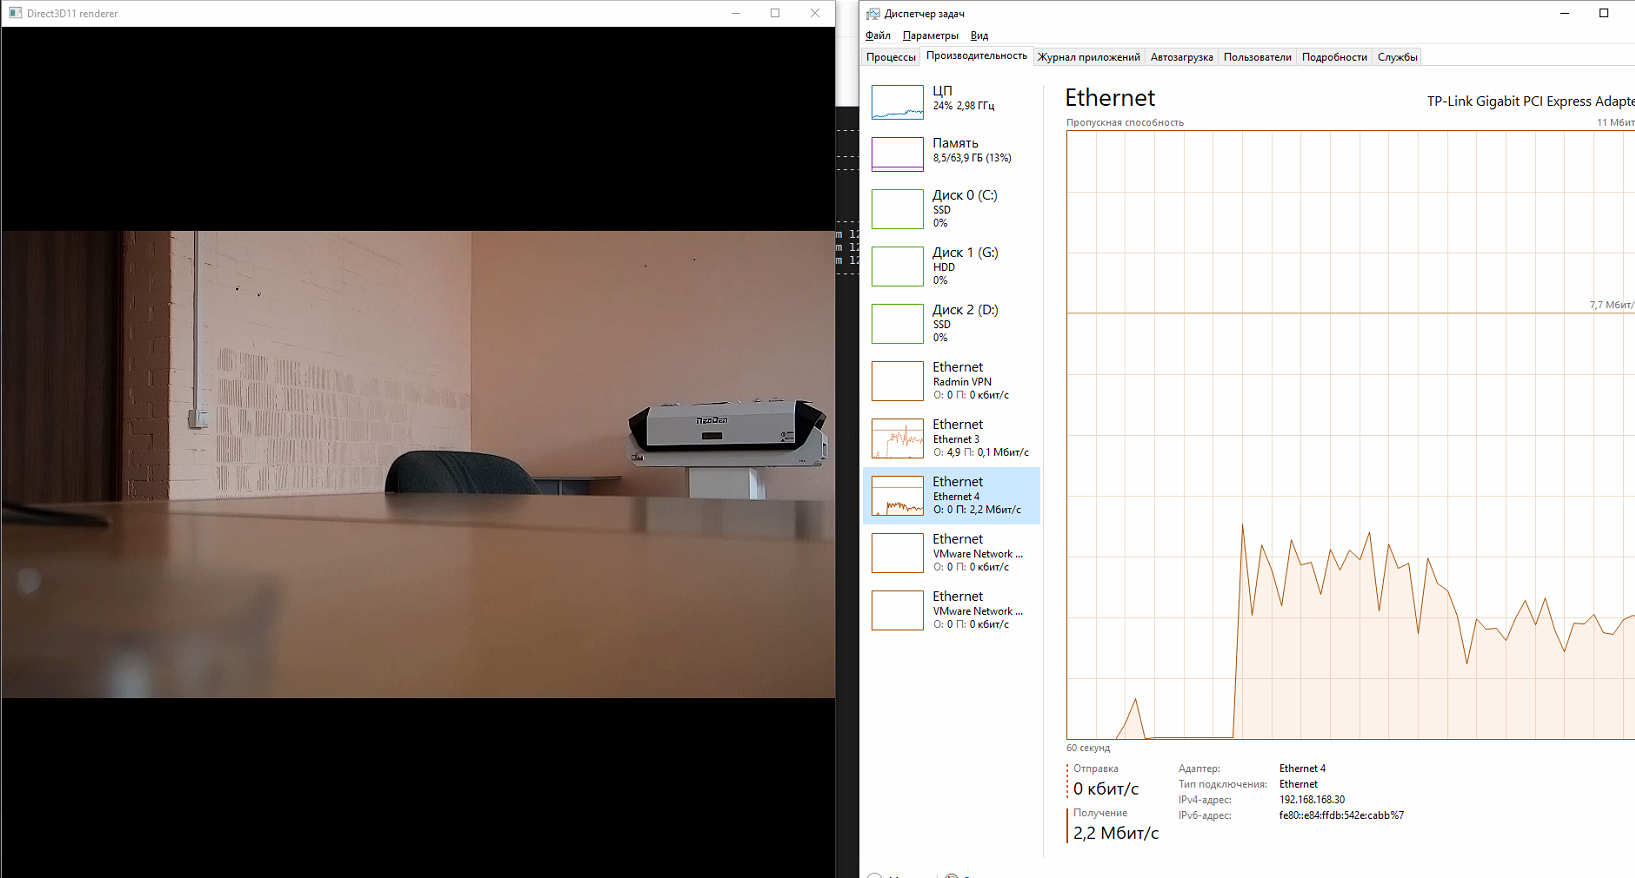 Direct3D11 renderer
NeoDen
m 12
m 12
m 12
Диспетчер задач
Файл Параметры Вид
Процессы Производительность Журнал приложений Автозагрузка Пользователи Подробности Службы
ЦП
24% 2,98 ГГц
Память
8,5/63,9 ГБ (13%)
Диск 0 (C:)
SSD
0%
Диск 1 (G:)
HDD
0%
Диск 2 (D:)
SSD
0%
Ethernet
Radmin VPN
О: 0 П: 0 кбит/с
Ethernet
Ethernet 3
О: 4,9 П: 0,1 Мбит/с
Ethernet
Ethernet 4
О: 0 П: 2,2 Мбит/с
Ethernet
VMware Network ...
О: 0 П: 0 кбит/с
Ethernet
VMware Network ...
О: 0 П: 0 кбит/с
Ethernet
TP-Link Gigabit PCI Express Adapte
Пропускная способность
11 Мбит
7,7 Мбит/
60 секунд
Отправка
0 кбит/с
Получение
2,2 Мбит/с
Адаптер: Ethernet 4
Тип подключения: Ethernet
IPv4-адрес: 192.168.168.30
IPv6-адрес: fe80::e84:ffdb:542e:cabb%7